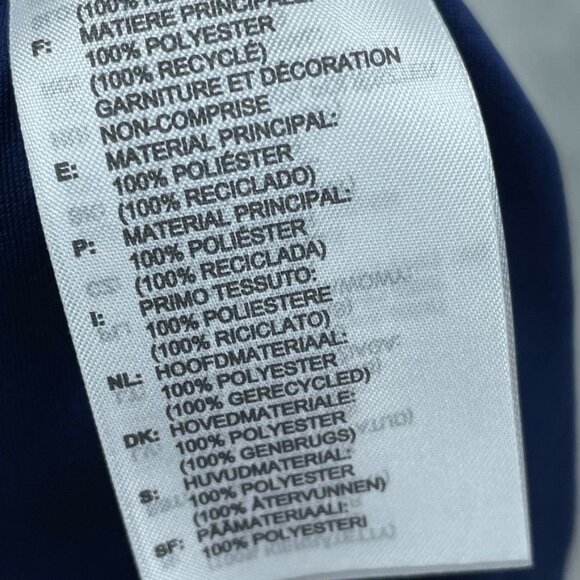 (100%
F: MATIÈRE PRINCIPALE
100% POLYESTER
(100% RECYCLÉ)
GARNITURE ET DÉCORATION
NON-COMPRISE
E: MATERIAL PRINCIPAL:
100% POLIÉSTER
(100% RECICLADO)
P: MATERIAL PRINCIPAL:
100% POLIÉSTER
(100% RECICLADA)
I: PRIMO TESSUTO:
100% POLIESTERE
(100% RICICLATO)
NL: HOOFDMATERIAAL:
100% POLYESTER
(100% GERECYCLED)
DK: HOVEDMATERIALE:
100% POLYESTER
(100% GENBRUGS)
S: HUVUDMATERIAL:
100% POLYESTER
(100% ÅTERVUNNEN)
SF: PÄÄMATERIAALI:
100% POLYESTERI